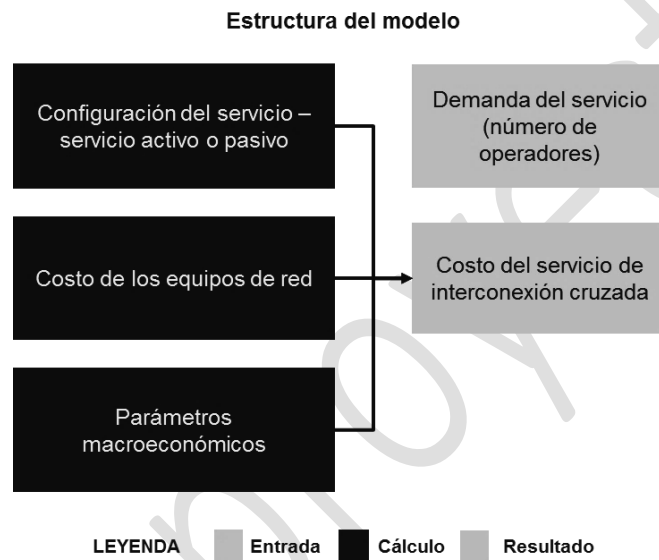 Estructura del modelo
Configuración del servicio –
servicio activo o pasivo
Demanda del servicio
(número de
operadores)
Costo de los equipos de red
Costo del servicio de
interconexión cruzada
Parámetros
macroeconómicos
LEYENDA Entrada Cálculo Resultado